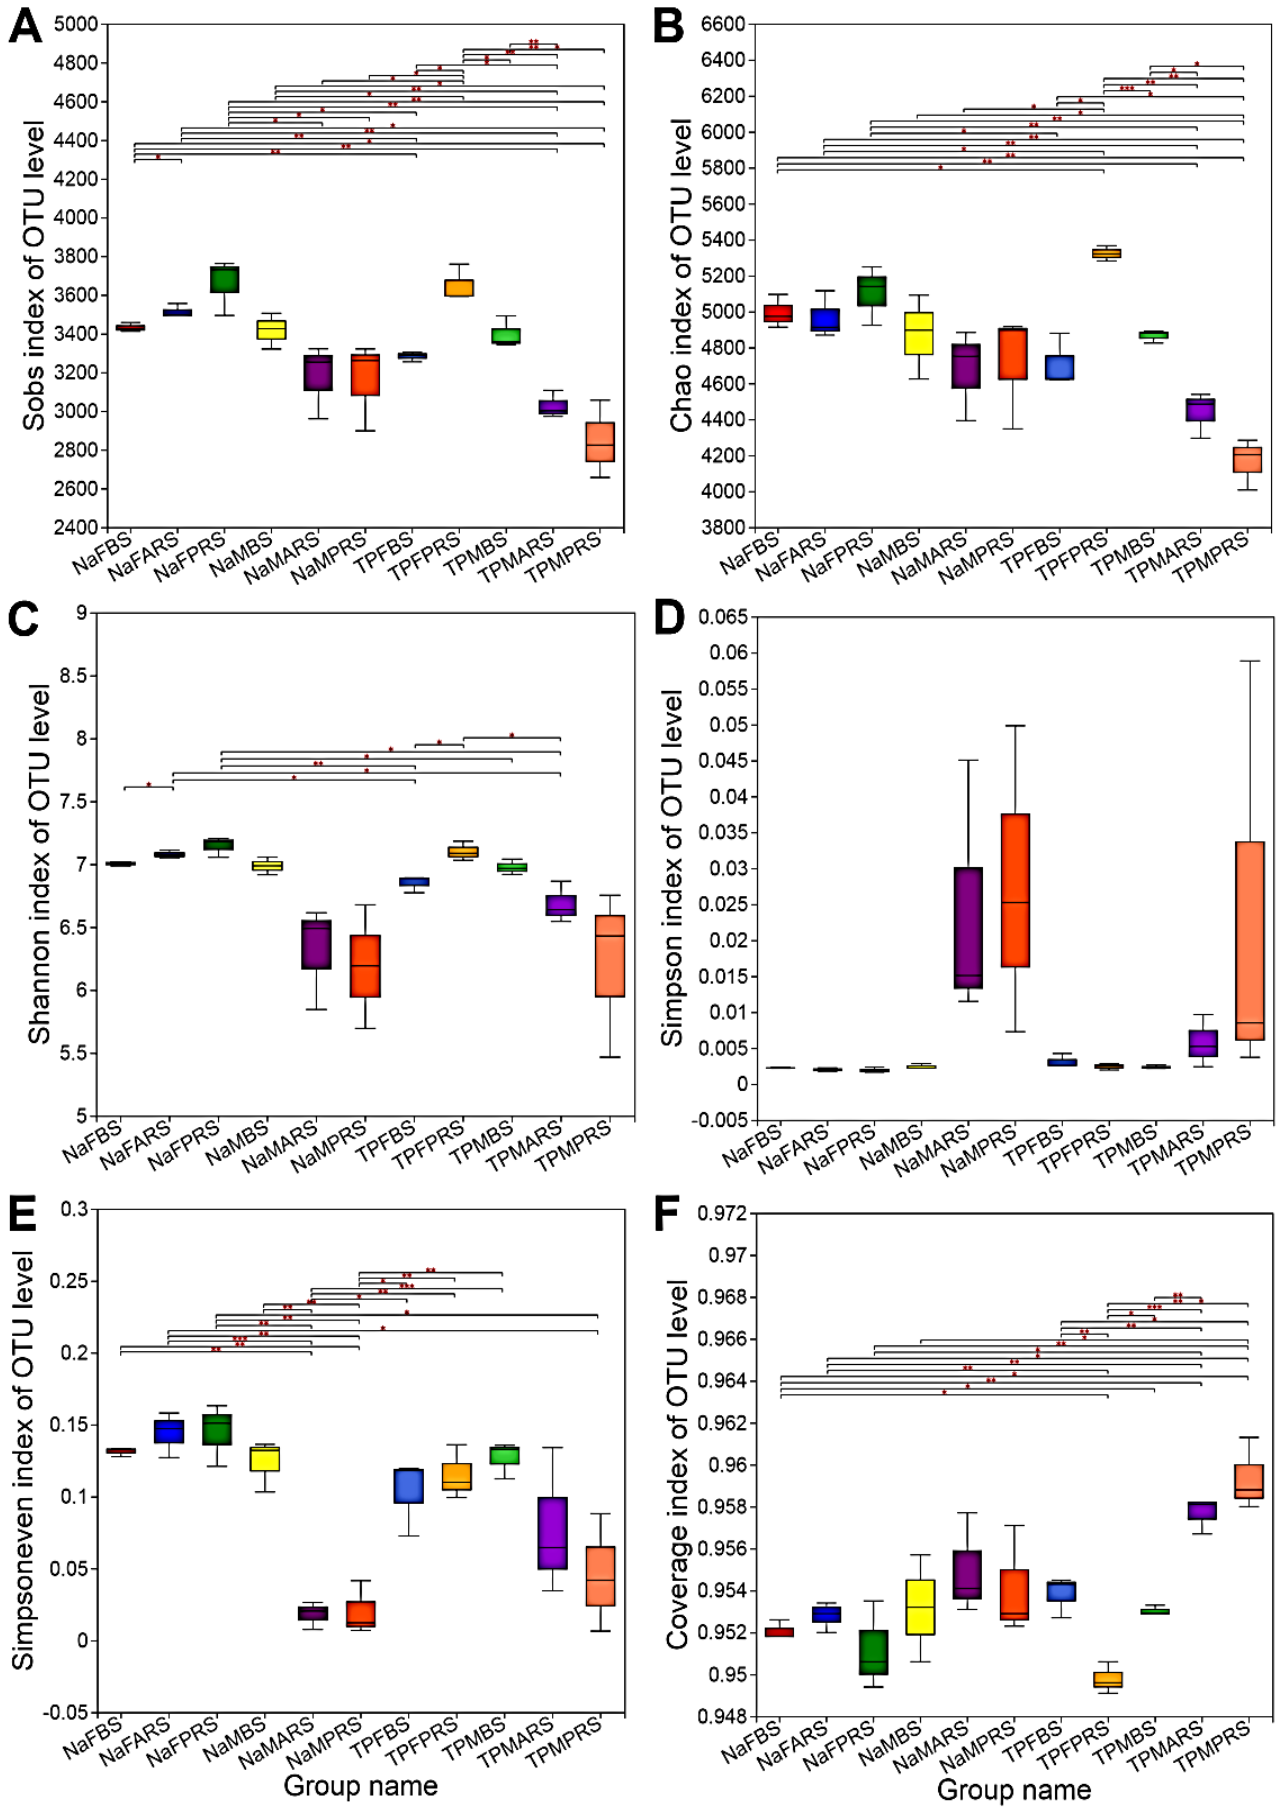 A
Sobs index of OTU level
5000
4800
4600
4400
4200
4000
3800
3600
3400
3200
3000
2800
2600
2400
NaFBS
NaFARS
NaFPRS
NaMBS
NaMARS
NaMPRS
TPFBS
TPFPRS
TPMBS
TPMARS
TPMPRS
B
Chao index of OTU level
6600
6400
6200
6000
5800
5600
5400
5200
5000
4800
4600
4400
4200
4000
3800
NaFBS
NaFARS
NaFPRS
NaMBS
NaMARS
NaMPRS
TPFBS
TPFPRS
TPMBS
TPMARS
TPMPRS
C
Shannon index of OTU level
9
8.5
8
7.5
7
6.5
6
5.5
5
NaFBS
NaFARS
NaFPRS
NaMBS
NaMARS
NaMPRS
TPFBS
TPFPRS
TPMBS
TPMARS
TPMPRS
D
Simpson index of OTU level
0.065
0.06
0.055
0.05
0.045
0.04
0.035
0.03
0.025
0.02
0.015
0.01
0.005
0
-0.005
NaFBS
NaFARS
NaFPRS
NaMBS
NaMARS
NaMPRS
TPFBS
TPFPRS
TPMBS
TPMARS
TPMPRS
E
Simpsoneven index of OTU level
0.3
0.25
0.2
0.15
0.1
0.05
0
-0.05
NaFBS
NaFARS
NaFPRS
NaMBS
NaMARS
NaMPRS
TPFBS
TPFPRS
TPMBS
TPMARS
TPMPRS
Group name
F
Coverage index of OTU level
0.972
0.97
0.968
0.966
0.964
0.962
0.96
0.958
0.956
0.954
0.952
0.95
0.948
NaFBS
NaFARS
NaFPRS
NaMBS
NaMARS
NaMPRS
TPFBS
TPFPRS
TPMBS
TPMARS
TPMPRS
Group name